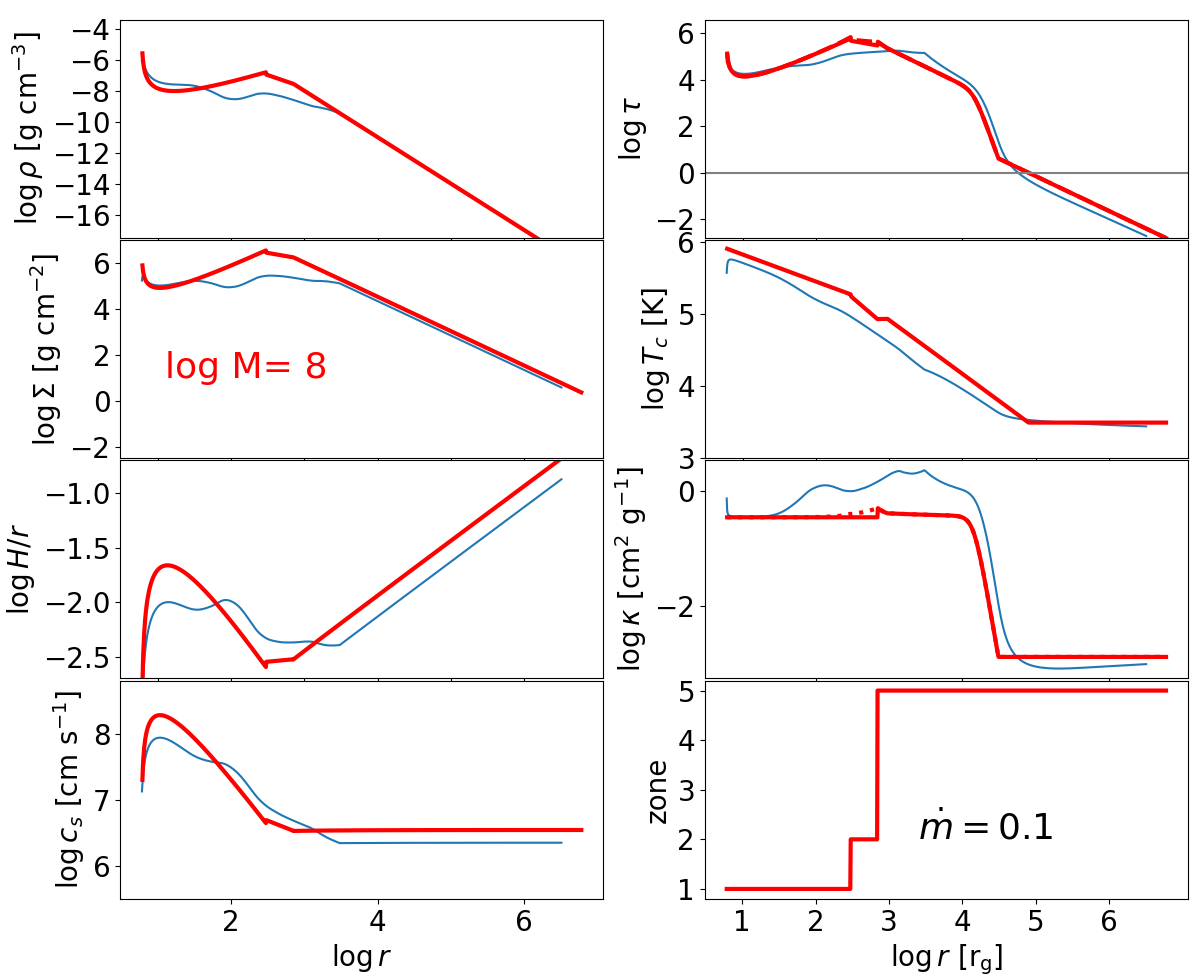 log ρ [g cm⁻³]
−4
−6
−8
−10
−12
−14
−16
log τ
6
4
2
0
−2
log Σ [g cm⁻²]
6
4
2
0
−2
log M= 8
log T_c [K]
6
5
4
3
log H/r
−1.0
−1.5
−2.0
−2.5
log κ [cm² g⁻¹]
0
−2
log c_s [cm s⁻¹]
8
7
6
2 4 6
log r
zone
5
4
3
2
1
ṁ = 0.1
1 2 3 4 5 6
log r [r_g]